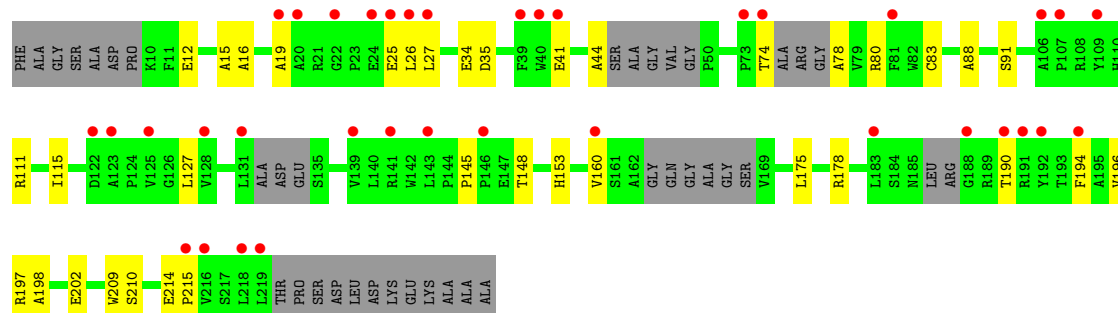 PHE ALA GLY SER ALA ASP PRO K10 F11 E12 A15 A16 A19 A20 R21 G22 P23 E24 E25 L26 L27 E34 D35 F39 W40 E41 A44 SER ALA GLY VAL GLY P50 P73 T74 ALA ARG GLY A78 V79 R80 F81 W82 C83 A88 S91 A106 P107 R108 Y109 H110
R111 I115 D122 A123 P124 V125 G126 L127 V128 L131 ALA ASP GLU S135 V139 L140 R141 W142 L143 P144 P145 P146 E147 T148 H153 V160 S161 A162 GLY GLN GLY ALA GLY SER V169 L175 R178 L183 S184 N185 LEU ARG G188 R189 T190 R191 Y192 T193 F194 A195 V196
R197 A198 E202 W209 S210 E214 P215 V216 S217 L218 L219 THR PRO SER ASP LEU ASP LYS GLU LYS ALA ALA ALA